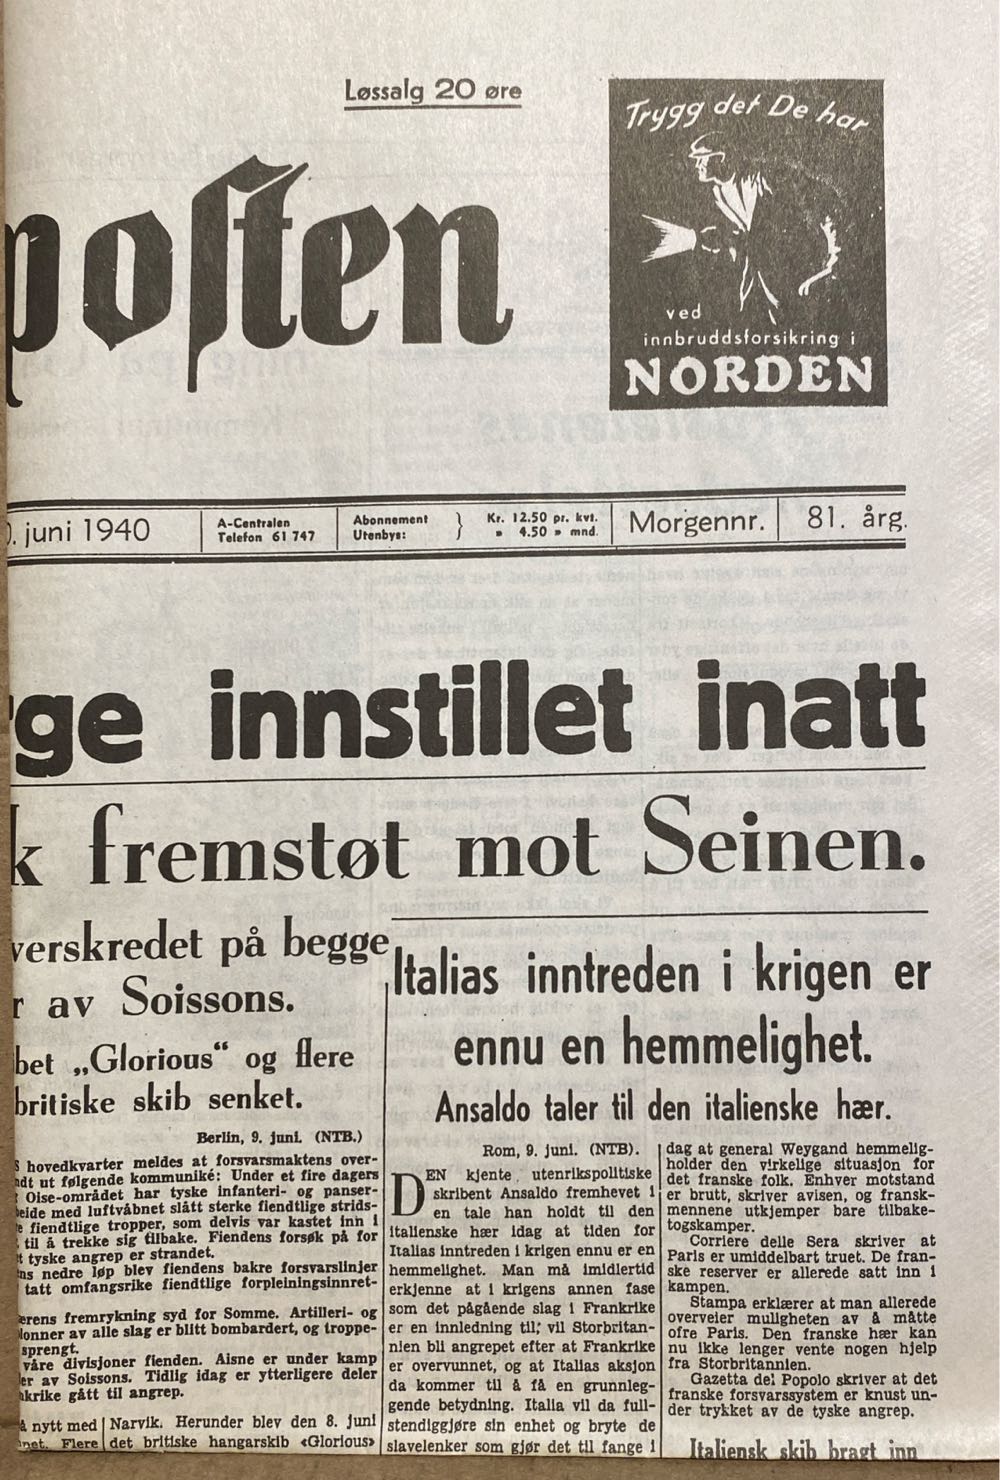 Løssalg 20 øre
posten
Trygg det De har
ved
innbruddsforsikring i
NORDEN
juni 1940
A-Centralen
Telefon 61 747
Abonnement
Utenbys:
}
Kr. 12.50 pr. kvt.
» 4.50 » mnd.
Morgennr.
81. årg.
ge innstillet inatt
k fremstøt mot Seinen.
verskredet på begge
r av Soissons.
bet „Glorious“ og flere
britiske skib senket.
Berlin, 9. juni. (NTB.)
s hovedkvarter meldes at forsvarsmaktens over-
ndt ut følgende kommuniké: Under et fire dagers
Oise-området har tyske infanteri- og panser-
beide med luftvåbnet slått sterke fiendtlige strids-
e fiendtlige tropper, som delvis var kastet inn i
til å trekke sig tilbake. Fiendens forsøk på for
t tyske angrep er strandet.
ns nedre løp blev fiendens bakre forsvarslinjer
tatt omfangsrike fiendtlige forpleiningsinnret-
ærens fremrykning syd for Somme. Artilleri- og
lonner av alle slag er blitt bombardert, og troppe-
sprengt.
våre divisjoner fienden. Aisne er under kamp
er av Soissons. Tidlig idag er ytterligere deler
nkrike gått til angrep.
å nytt med
net. Flere
Narvik. Herunder blev den 8. juni
det britiske hangarskib «Glorious»
Italias inntreden i krigen er
ennu en hemmelighet.
Ansaldo taler til den italienske hær.
Rom, 9. juni. (NTB).
DEN kjente utenrikspolitiske
skribent Ansaldo fremhevet i
en tale han holdt til den
italienske hær idag at tiden for
Italias inntreden i krigen ennu er en
hemmelighet. Man må imidlertid
erkjenne at i krigens annen fase
som det pågående slag i Frankrike
er en innledning til, vil Storbritan-
nien bli angrepet efter at Frankrike
er overvunnet, og at Italias aksjon
da kommer til å få en grunnleg-
gende betydning. Italia vil da full-
stendiggjøre sin enhet og bryte de
slavelenker som gjør det til fange i
dag at general Weygand hemmelig-
holder den virkelige situasjon for
det franske folk. Enhver motstand
er brutt, skriver avisen, og fransk-
mennene utkjemper bare tilbake-
togskamper.
Corriere delle Sera skriver at
Paris er umiddelbart truet. De fran-
ske reserver er allerede satt inn i
kampen.
Stampa erklærer at man allerede
overveier muligheten av å måtte
ofre Paris. Den franske hær kan
nu ikke lenger vente nogen hjelp
fra Storbritannien.
Gazetta del Popolo skriver at det
franske forsvarssystem er knust un-
der trykket av de tyske angrep.
Italiensk skib bragt inn